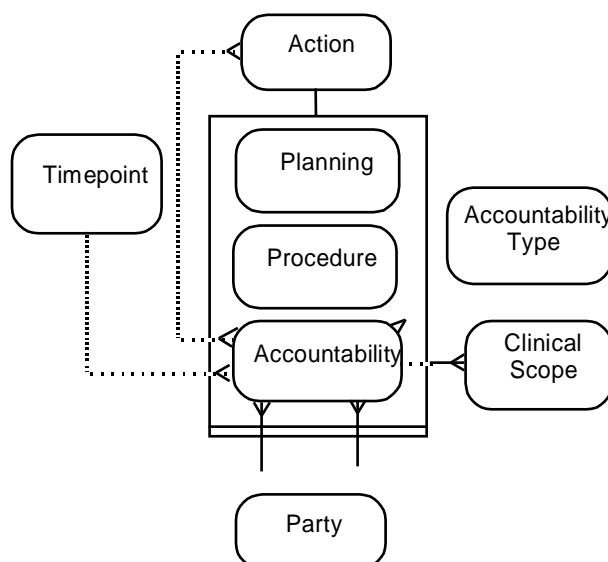 Action
Planning
Timepoint
Accountability
Type
Procedure
Accountability
Clinical
Scope
Party